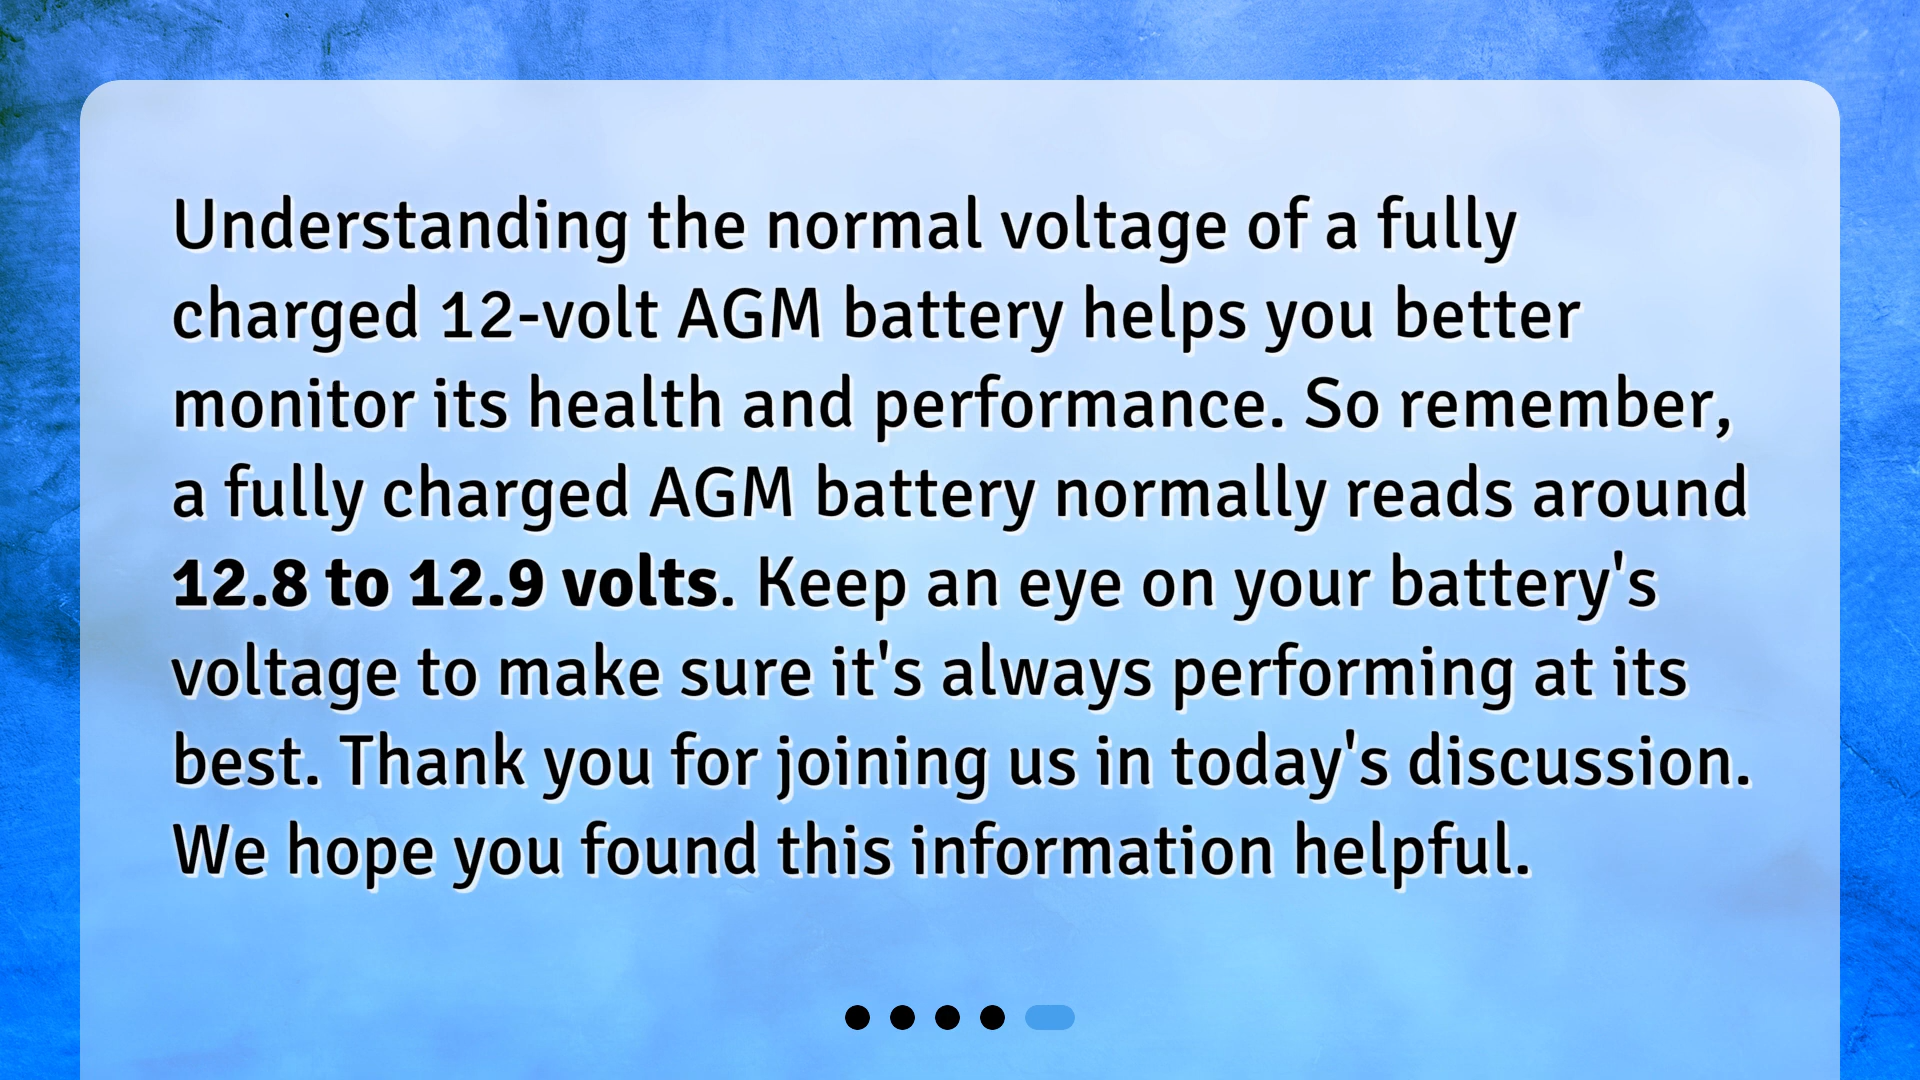 Understanding the normal voltage of a fully
charged 12-volt AGM battery helps you better
monitor its health and performance. So remember,
a fully charged AGM battery normally reads around
12.8 to 12.9 volts. Keep an eye on your battery's
voltage to make sure it's always performing at its
best. Thank you for joining us in today's discussion.
We hope you found this information helpful.